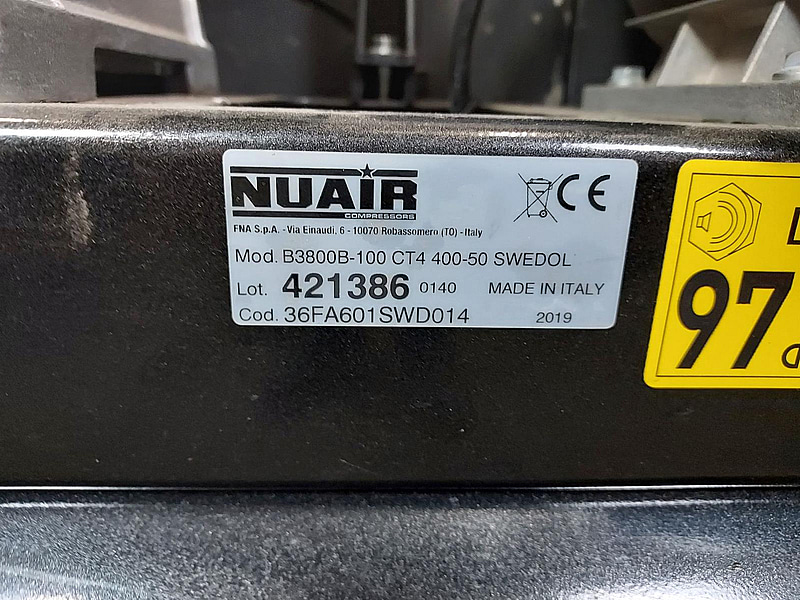 NUAIR
COMPRESSORS
CE
FNA S.p.A. - Via Einaudi, 6 - 10070 Robassomero (TO) - Italy
Mod. B3800B-100 CT4 400-50 SWEDOL
Lot. 421386 0140 MADE IN ITALY
Cod. 36FA601SWD014 2019
97